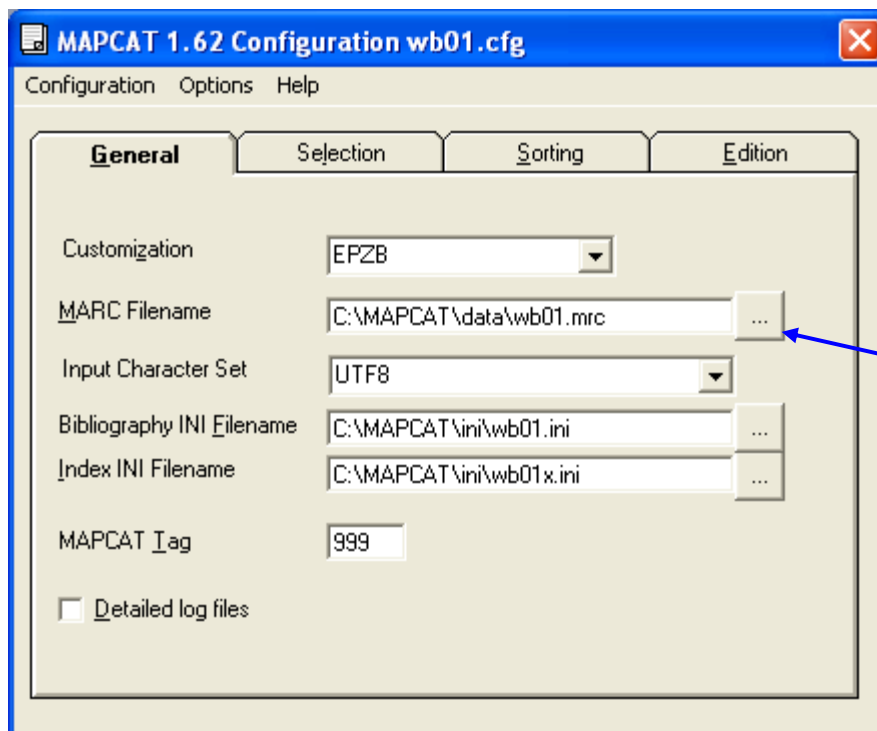 MAPCAT 1.62 Configuration wb01.cfg
Configuration Options Help
General Selection Sorting Edition
Customization EPZB
MARC Filename C:\MAPCAT\data\wb01.mrc ...
Input Character Set UTF8
Bibliography INI Filename C:\MAPCAT\ini\wb01.ini ...
Index INI Filename C:\MAPCAT\ini\wb01x.ini ...
MAPCAT Tag 999
Detailed log files